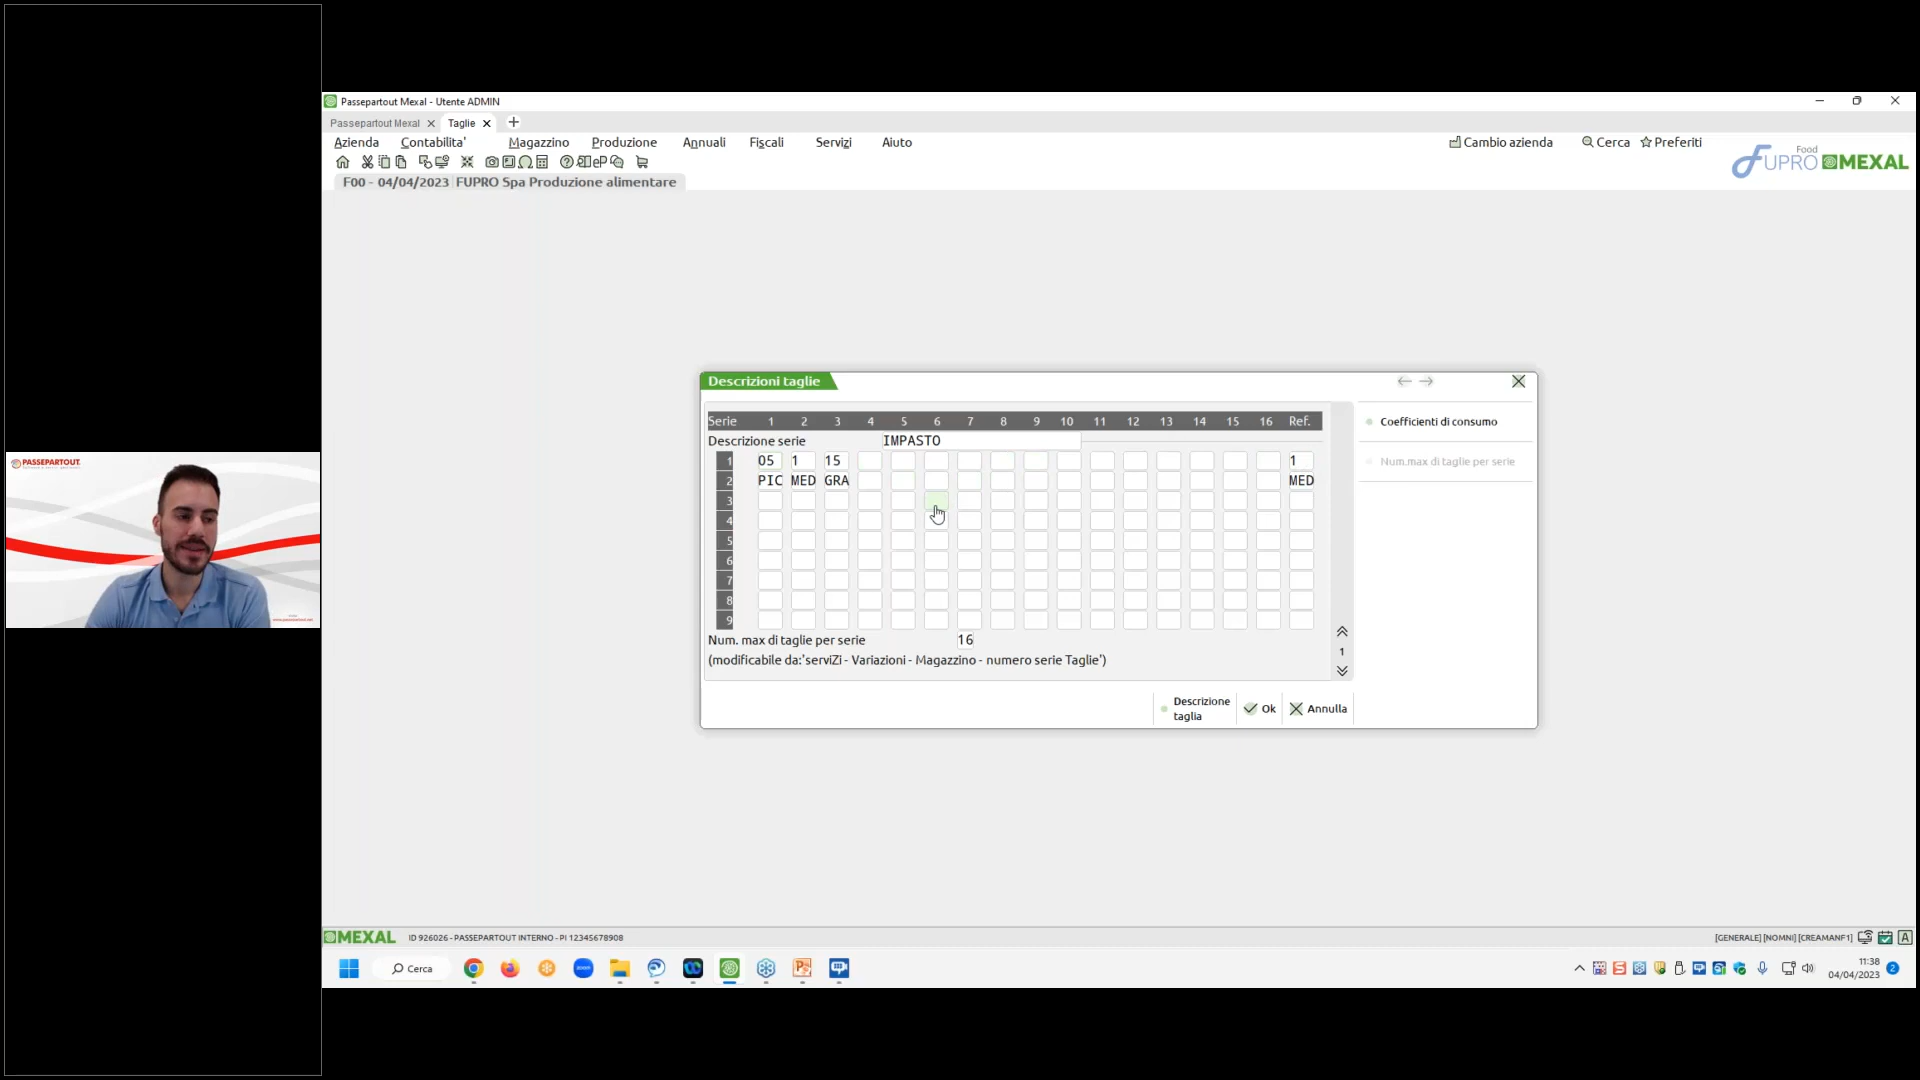 Passepartout Mexal - Utente ADMIN
Passepartout Mexal Taglie
Azienda Contabilita' Magazzino Produzione Annuali Fiscali Servizi Aiuto
Cambio azienda Cerca Preferiti
Food
FUPRO MEXAL
F00 - 04/04/2023 FUPRO Spa Produzione alimentare
PASSEPARTOUT
Descrizioni taglie
Serie 1 2 3 4 5 6 7 8 9 10 11 12 13 14 15 16 Ref.
Descrizione serie IMPASTO
1 05 1 15 1
2 PIC MED GRA MED
3
4
5
6
7
8
9
Num. max di taglie per serie 16
(modificabile da:'serviZi - Variazioni - Magazzino - numero serie Taglie')
1
Coefficienti di consumo
Num.max di taglie per serie
Descrizione taglia
Ok
Annulla
MEXAL ID 926026 - PASSEPARTOUT INTERNO - PI 12345678908
[GENERALE] [NOMNI] [CREAMANF1] A
Cerca
11:38
04/04/2023
2